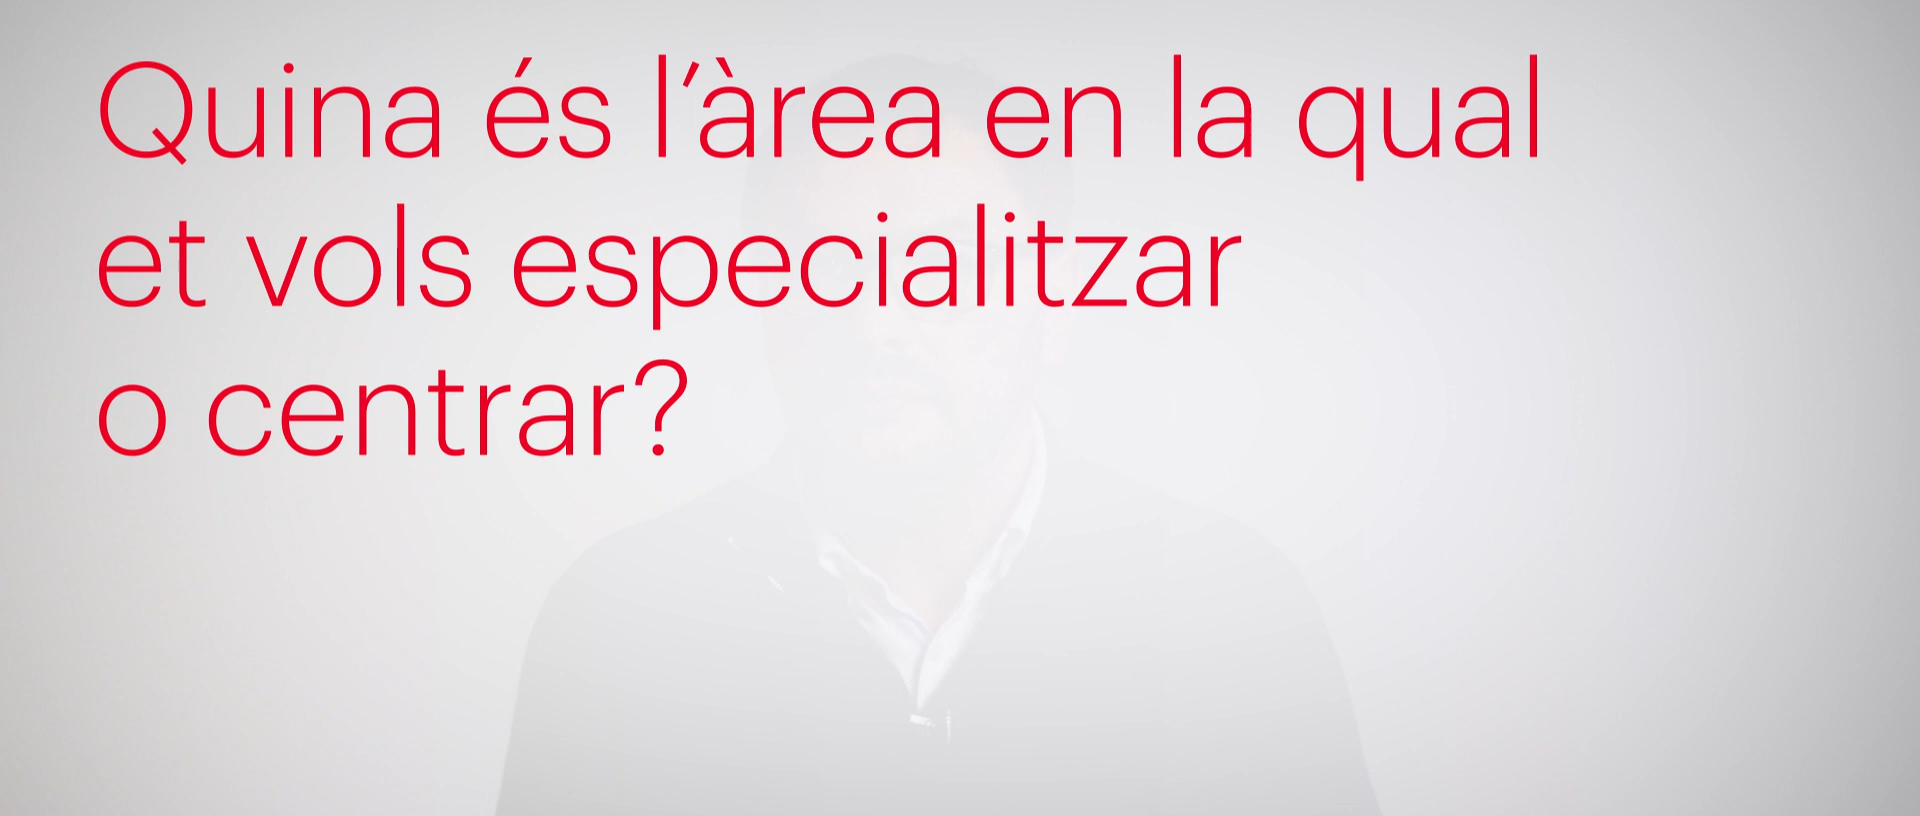 Quina és l’àrea en la qual
et vols especialitzar
o centrar?